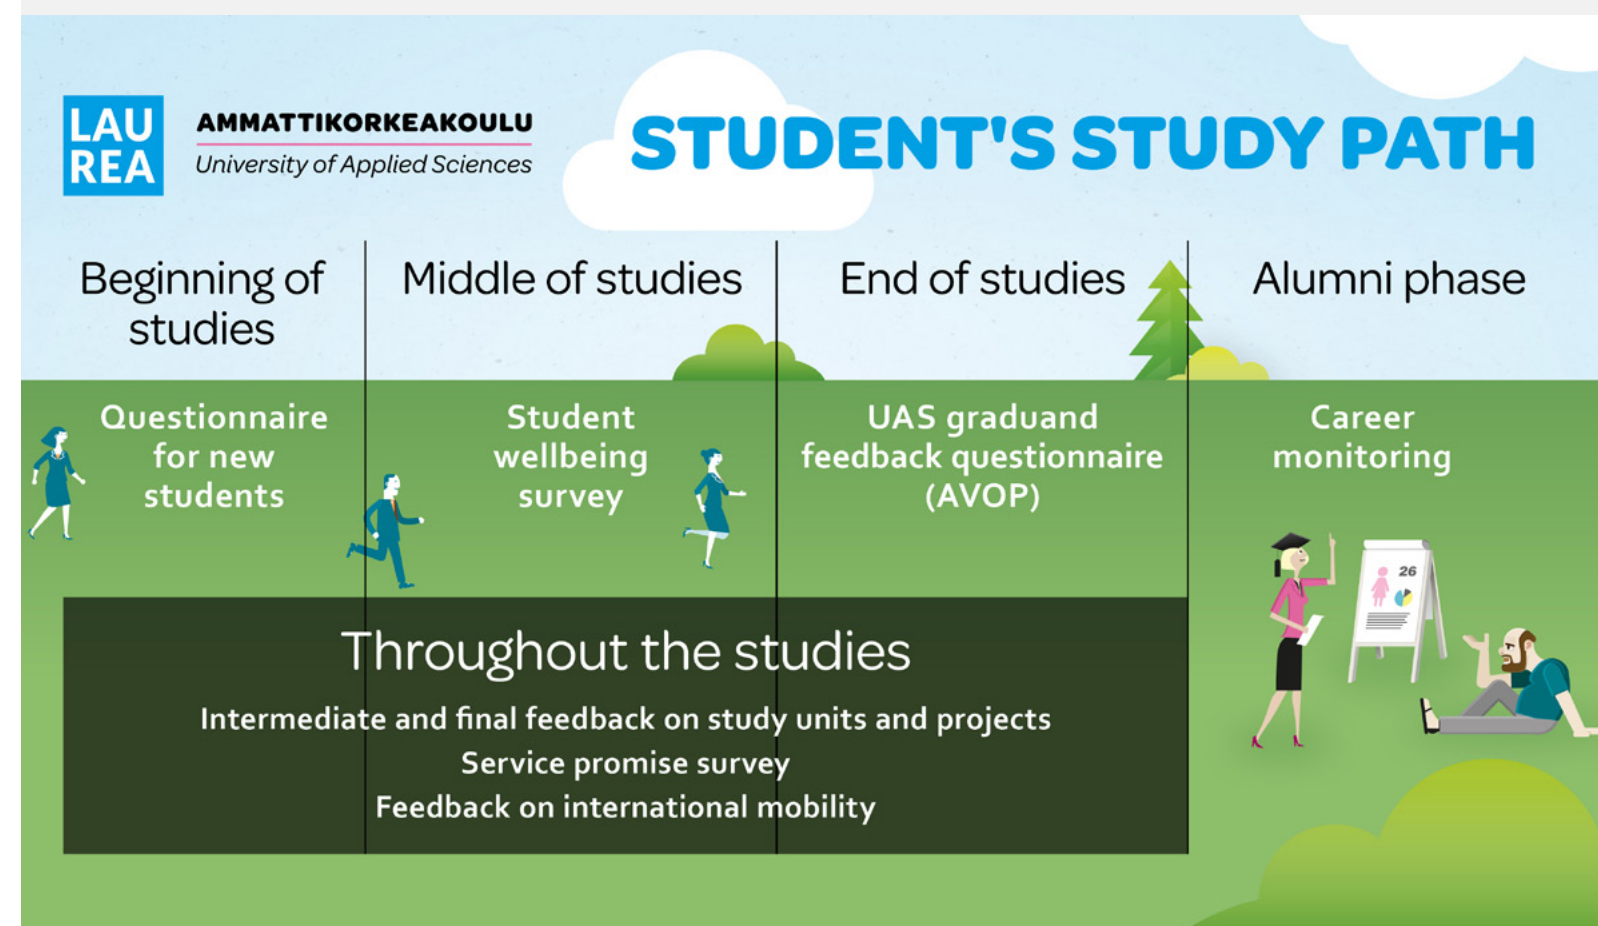 LAU
REA
AMMATTIKORKEAKOULU
University of Applied Sciences
STUDENT'S STUDY PATH
Beginning of
studies
Middle of studies
End of studies
Alumni phase
Questionnaire
for new
students
Student
wellbeing
survey
UAS graduand
feedback questionnaire
(AVOP)
Career
monitoring
26
Throughout the studies
Intermediate and final feedback on study units and projects
Service promise survey
Feedback on international mobility